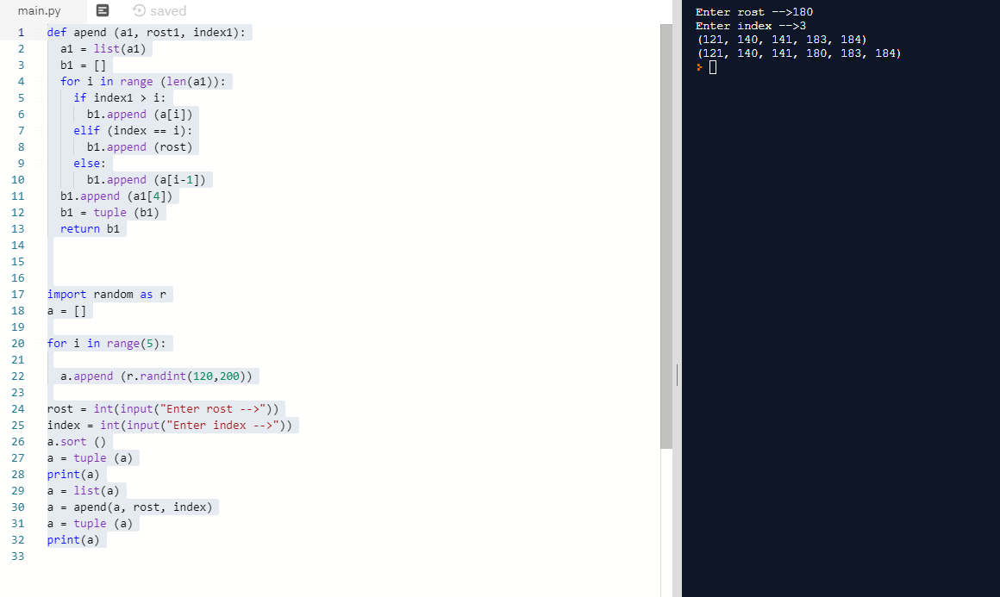 main.py saved
1 def apend (a1, rost1, index1):
2 a1 = list(a1)
3 b1 = []
4 for i in range (len(a1)):
5 if index1 > i:
6 b1.append (a[i])
7 elif (index == i):
8 b1.append (rost)
9 else:
10 b1.append (a[i-1])
11 b1.append (a1[4])
12 b1 = tuple (b1)
13 return b1
14
15
16
17 import random as r
18 a = []
19
20 for i in range(5):
21
22 a.append (r.randint(120,200))
23
24 rost = int(input("Enter rost -->"))
25 index = int(input("Enter index -->"))
26 a.sort ()
27 a = tuple (a)
28 print(a)
29 a = list(a)
30 a = apend(a, rost, index)
31 a = tuple (a)
32 print(a)
33
Enter rost -->180
Enter index -->3
(121, 140, 141, 183, 184)
(121, 140, 141, 180, 183, 184)